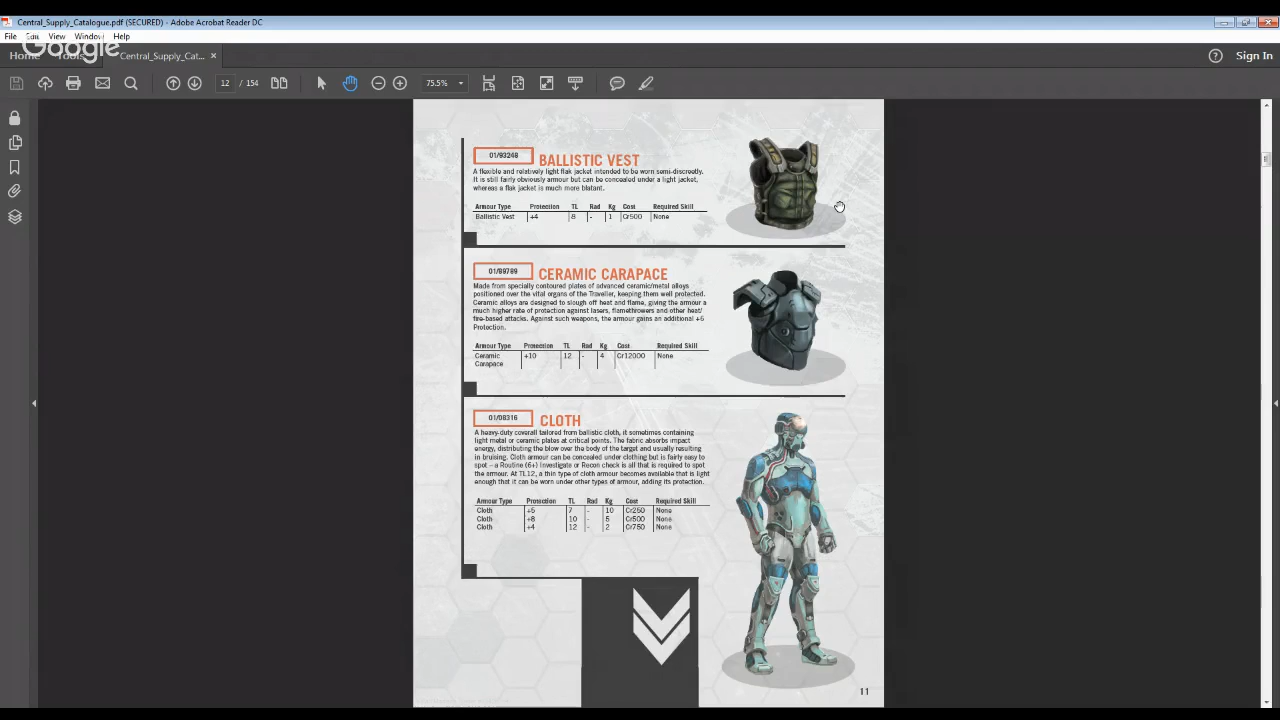 Central_Supply_Catalogue.pdf (SECURED) - Adobe Acrobat Reader DC
File Edit View Window Help
Google
Home Tools Central_Supply_Cat... × Sign In
12 / 154 75.5%
01/93248 BALLISTIC VEST
A flexible and relatively light flak jacket intended to be worn semi-discreetly.
It is still fairly obviously armour but can be concealed under a light jacket,
whereas a flak jacket is much more blatant.
Armour Type Protection TL Rad Kg Cost Required Skill
Ballistic Vest +4 8 - 1 Cr500 None
01/89789 CERAMIC CARAPACE
Made from specially contoured plates of advanced ceramic/metal alloys
positioned over the vital organs of the Traveller, keeping them well protected.
Ceramic alloys are designed to slough off heat and flame, giving the armour a
much higher rate of protection against lasers, flamethrowers and other heat/
fire-based attacks. Against such weapons, the armour gains an additional +5
Protection.
Armour Type Protection TL Rad Kg Cost Required Skill
Ceramic +10 12 - 4 Cr12000 None
Carapace
01/08316 CLOTH
A heavy-duty coverall tailored from ballistic cloth, it sometimes containing
light metal or ceramic plates at critical points. The fabric absorbs impact
energy, distributing the blow over the body of the target and usually resulting
in bruising. Cloth armour can be concealed under clothing but is fairly easy to
spot – a Routine (6+) Investigate or Recon check is all that is required to spot
the armour. At TL12, a thin type of cloth armour becomes available that is light
enough that it can be worn under other types of armour, adding its protection.
Armour Type Protection TL Rad Kg Cost Required Skill
Cloth +5 7 - 10 Cr250 None
Cloth +8 10 - 5 Cr500 None
Cloth +4 12 - 2 Cr750 None
11